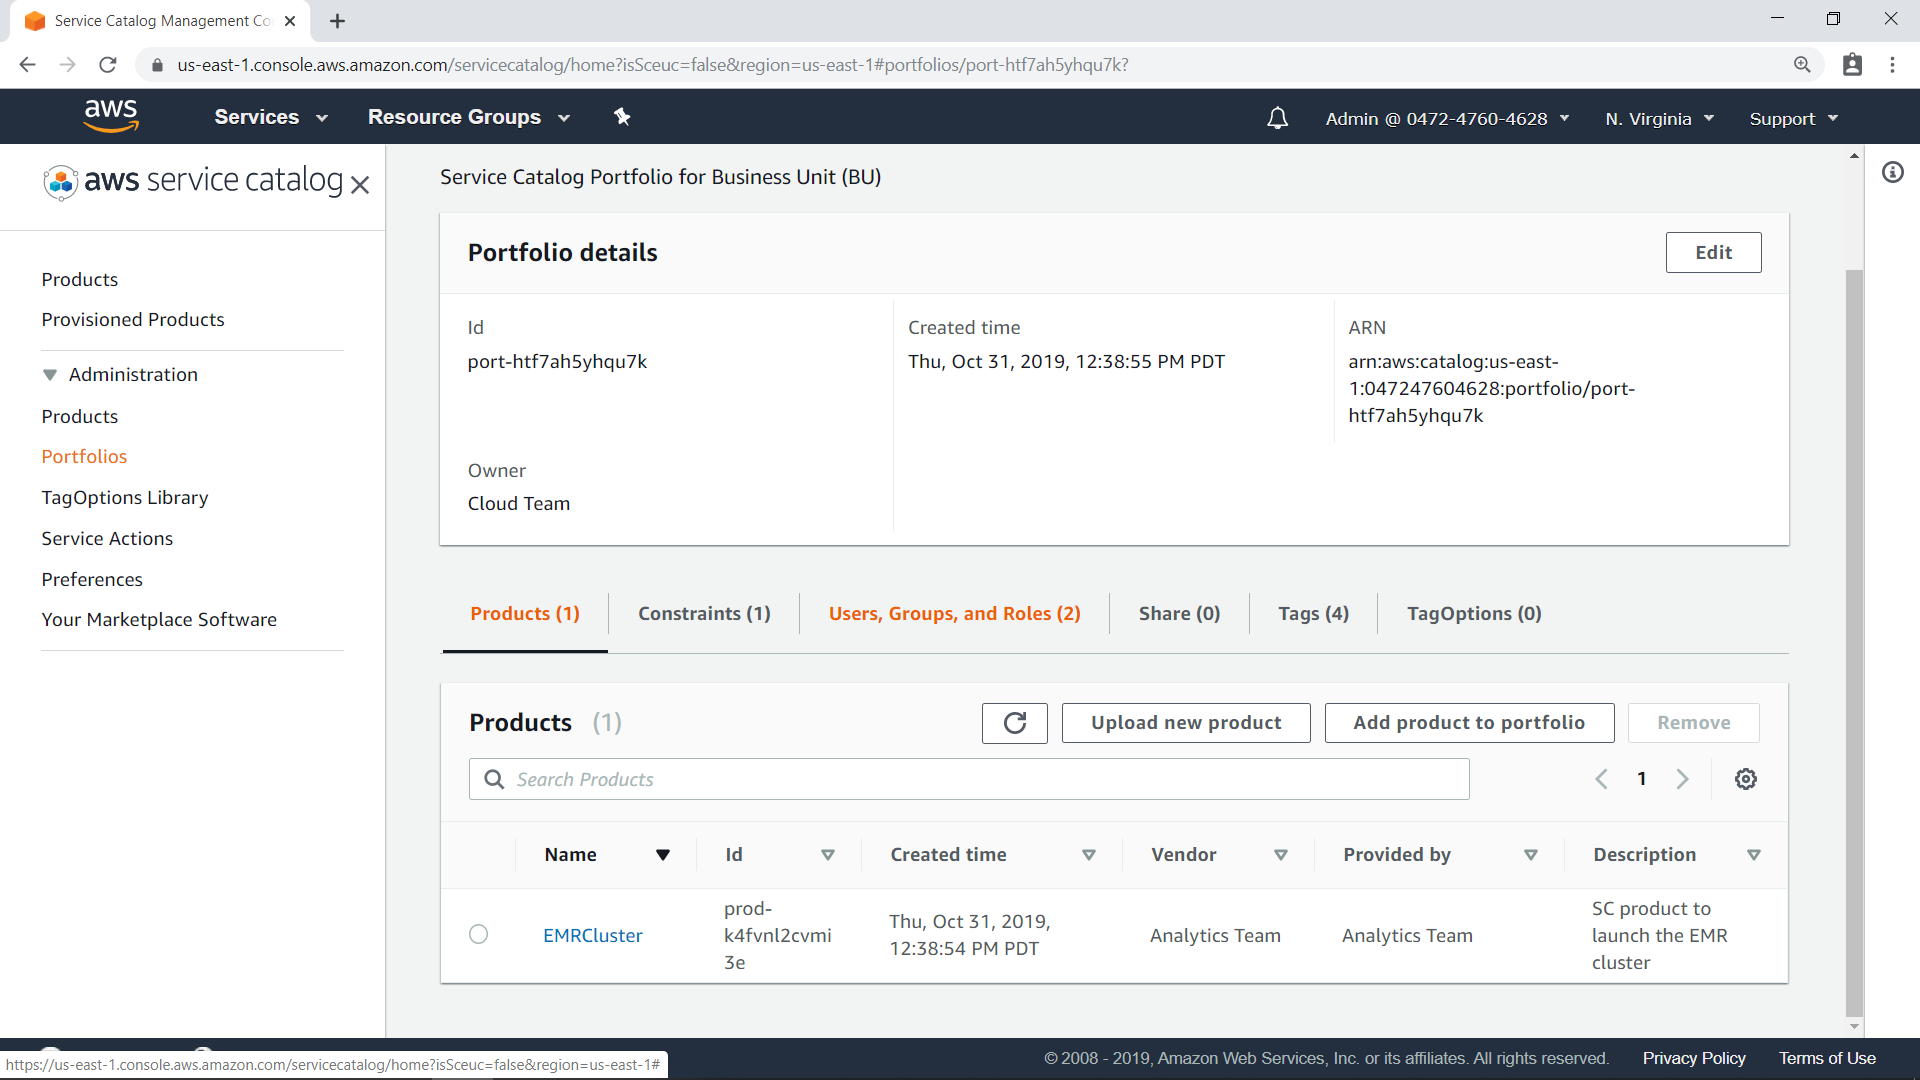 Service Catalog Management Co
us-east-1.console.aws.amazon.com/servicecatalog/home?isSceuc=false&region=us-east-1#portfolios/port-htf7ah5yhqu7k?
aws Services Resource Groups Admin @ 0472-4760-4628 N. Virginia Support
aws service catalog
Products
Provisioned Products
Administration
Products
Portfolios
TagOptions Library
Service Actions
Preferences
Your Marketplace Software
Service Catalog Portfolio for Business Unit (BU)
Portfolio details Edit
Id Created time ARN
port-htf7ah5yhqu7k Thu, Oct 31, 2019, 12:38:55 PM PDT arn:aws:catalog:us-east-
1:047247604628:portfolio/port-
htf7ah5yhqu7k
Owner
Cloud Team
Products (1) Constraints (1) Users, Groups, and Roles (2) Share (0) Tags (4) TagOptions (0)
Products (1) Upload new product Add product to portfolio Remove
Search Products 1
Name Id Created time Vendor Provided by Description
EMRCluster prod-k4fvnl2cvmi3e Thu, Oct 31, 2019, 12:38:54 PM PDT Analytics Team Analytics Team SC product to launch the EMR cluster
© 2008 - 2019, Amazon Web Services, Inc. or its affiliates. All rights reserved. Privacy Policy Terms of Use
https://us-east-1.console.aws.amazon.com/servicecatalog/home?isSceuc=false&region=us-east-1#